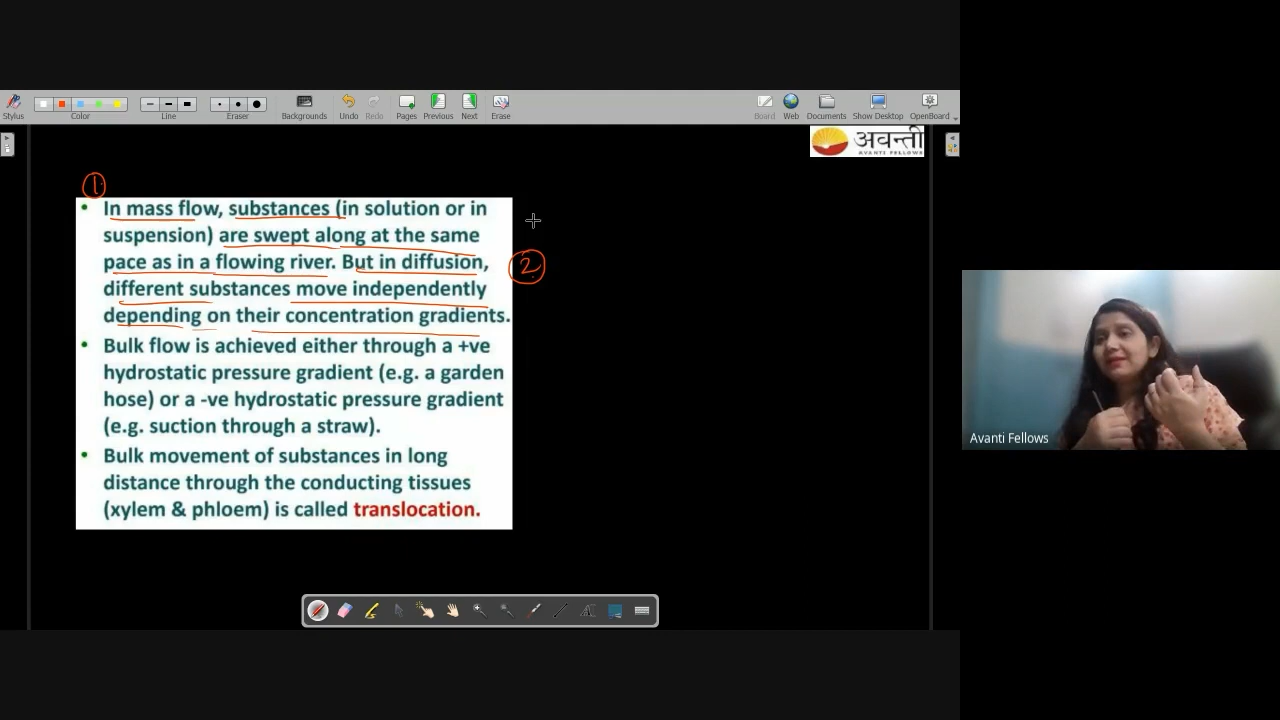 Stylus
Color
Line
Eraser
Backgrounds
Undo
Redo
Pages
Previous
Next
Erase
Board
Web
Documents
Show Desktop
OpenBoard
अवन्ती
AVANTI FELLOWS
1
• In mass flow, substances (in solution or in
suspension) are swept along at the same
pace as in a flowing river. But in diffusion,
2
different substances move independently
depending on their concentration gradients.
• Bulk flow is achieved either through a +ve
hydrostatic pressure gradient (e.g. a garden
hose) or a -ve hydrostatic pressure gradient
(e.g. suction through a straw).
• Bulk movement of substances in long
distance through the conducting tissues
(xylem & phloem) is called translocation.
Avanti Fellows